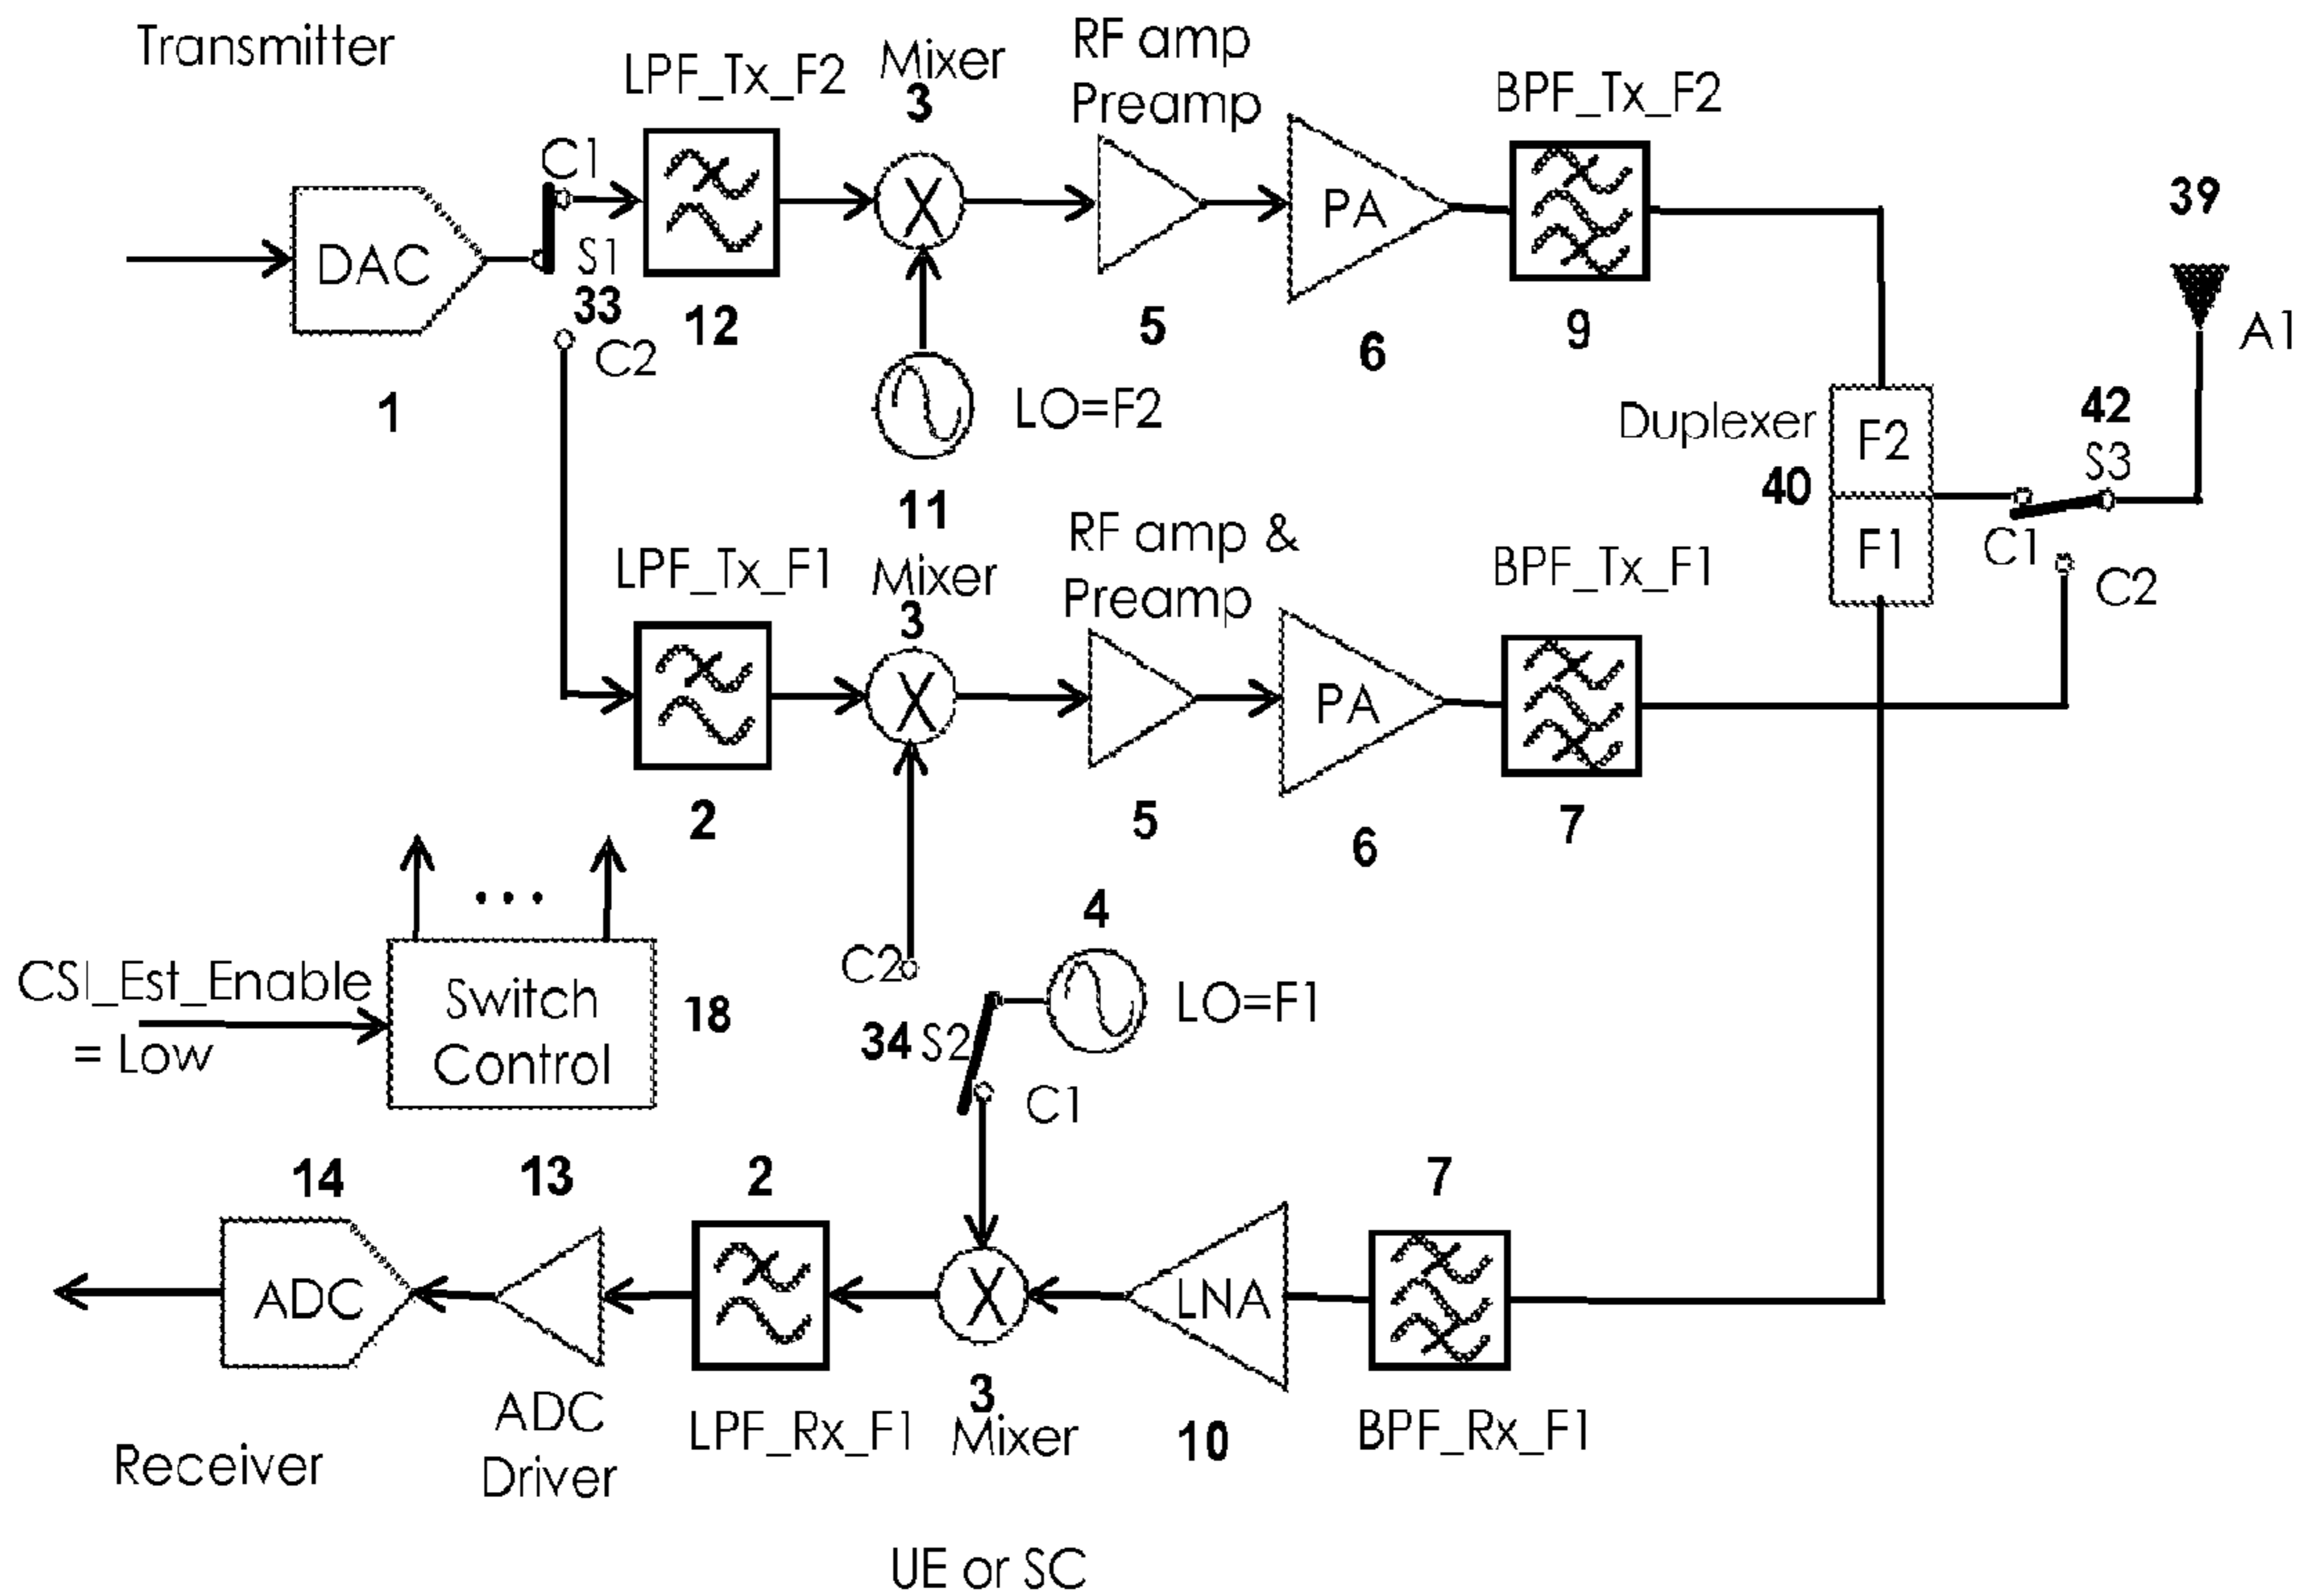 Transmitter
LPF_Tx_F2
Mixer
3
RF amp
Preamp
BPF_Tx_F2
39
A1
C1
DAC
S1
33
C2
1
12
X
5
PA
6
9
LO=F2
11
Duplexer
40
F2
F1
42
S3
C1
C2
LPF_Tx_F1
Mixer
3
RF amp &
Preamp
BPF_Tx_F1
X
PA
2
5
6
7
CSI_Est_Enable
= Low
Switch
Control
18
C2
4
LO=F1
34 S2
C1
14
13
2
7
ADC
X
LNA
ADC
Driver
LPF_Rx_F1
3
Mixer
10
BPF_Rx_F1
Receiver
UE or SC